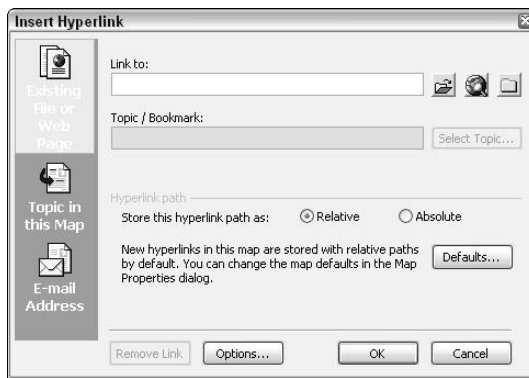 Insert Hyperlink
Existing
File or
Web
Page
Topic in
this Map
E-mail
Address
Link to:
Topic / Bookmark:
Select Topic...
Hyperlink path
Store this hyperlink path as:
Relative
Absolute
New hyperlinks in this map are stored with relative paths
by default. You can change the map defaults in the Map
Properties dialog.
Defaults...
Remove Link
Options...
OK
Cancel